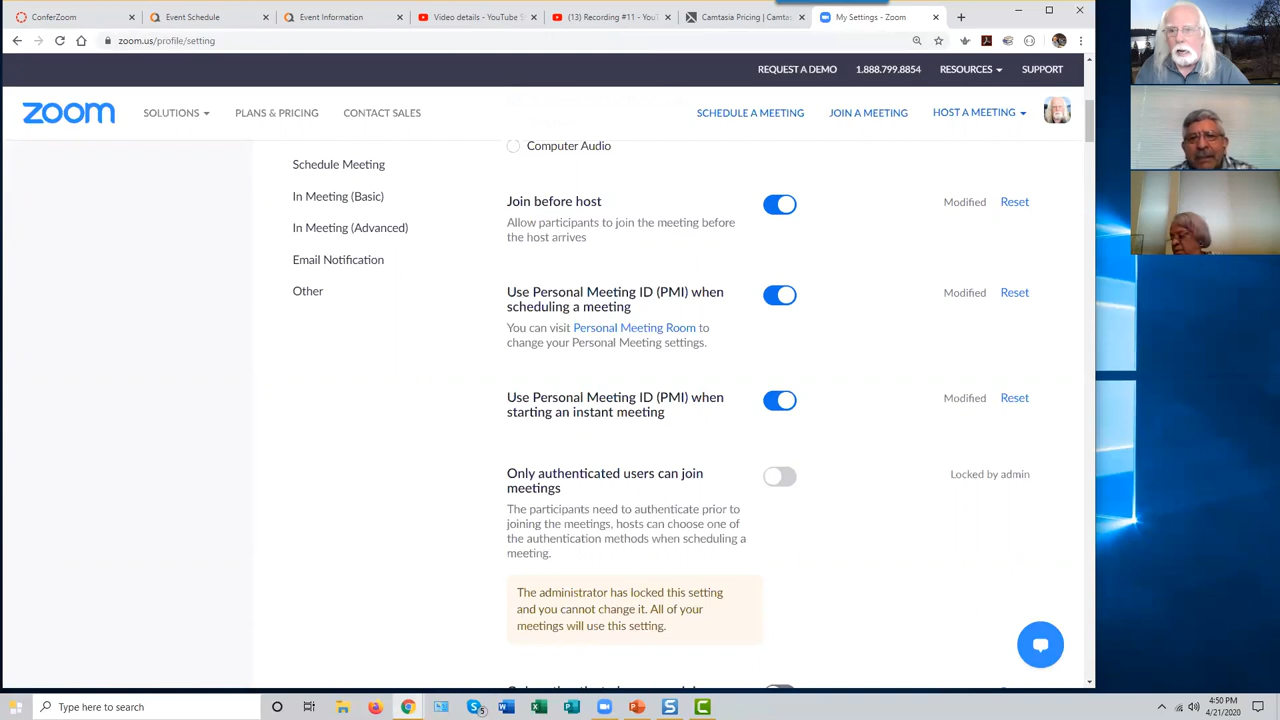 ConferZoom
Event Schedule
Event Information
Video details - YouTube S
(13) Recording #11 - YouT
Camtasia Pricing | Camtas
My Settings - Zoom
zoom.us/profile/setting
REQUEST A DEMO 1.888.799.8854 RESOURCES SUPPORT
zoom SOLUTIONS PLANS & PRICING CONTACT SALES SCHEDULE A MEETING JOIN A MEETING HOST A MEETING
Schedule Meeting
In Meeting (Basic)
In Meeting (Advanced)
Email Notification
Other
Computer Audio
Join before host
Modified Reset
Allow participants to join the meeting before
the host arrives
Use Personal Meeting ID (PMI) when
scheduling a meeting
Modified Reset
You can visit Personal Meeting Room to
change your Personal Meeting settings.
Use Personal Meeting ID (PMI) when
starting an instant meeting
Modified Reset
Only authenticated users can join
meetings
Locked by admin
The participants need to authenticate prior to
joining the meetings, hosts can choose one of
the authentication methods when scheduling a
meeting.
The administrator has locked this setting
and you cannot change it. All of your
meetings will use this setting.
Type here to search
5
4:50 PM
4/21/2020